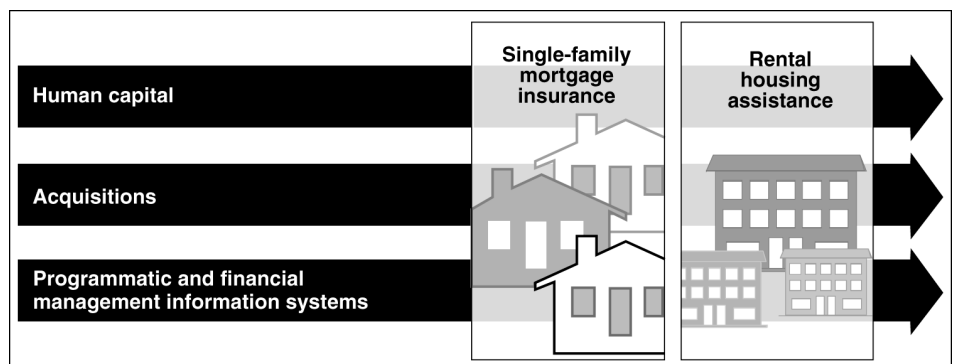 Single-family
mortgage
insurance
Rental
housing
assistance
Human capital
Acquisitions
Programmatic and financial
management information systems